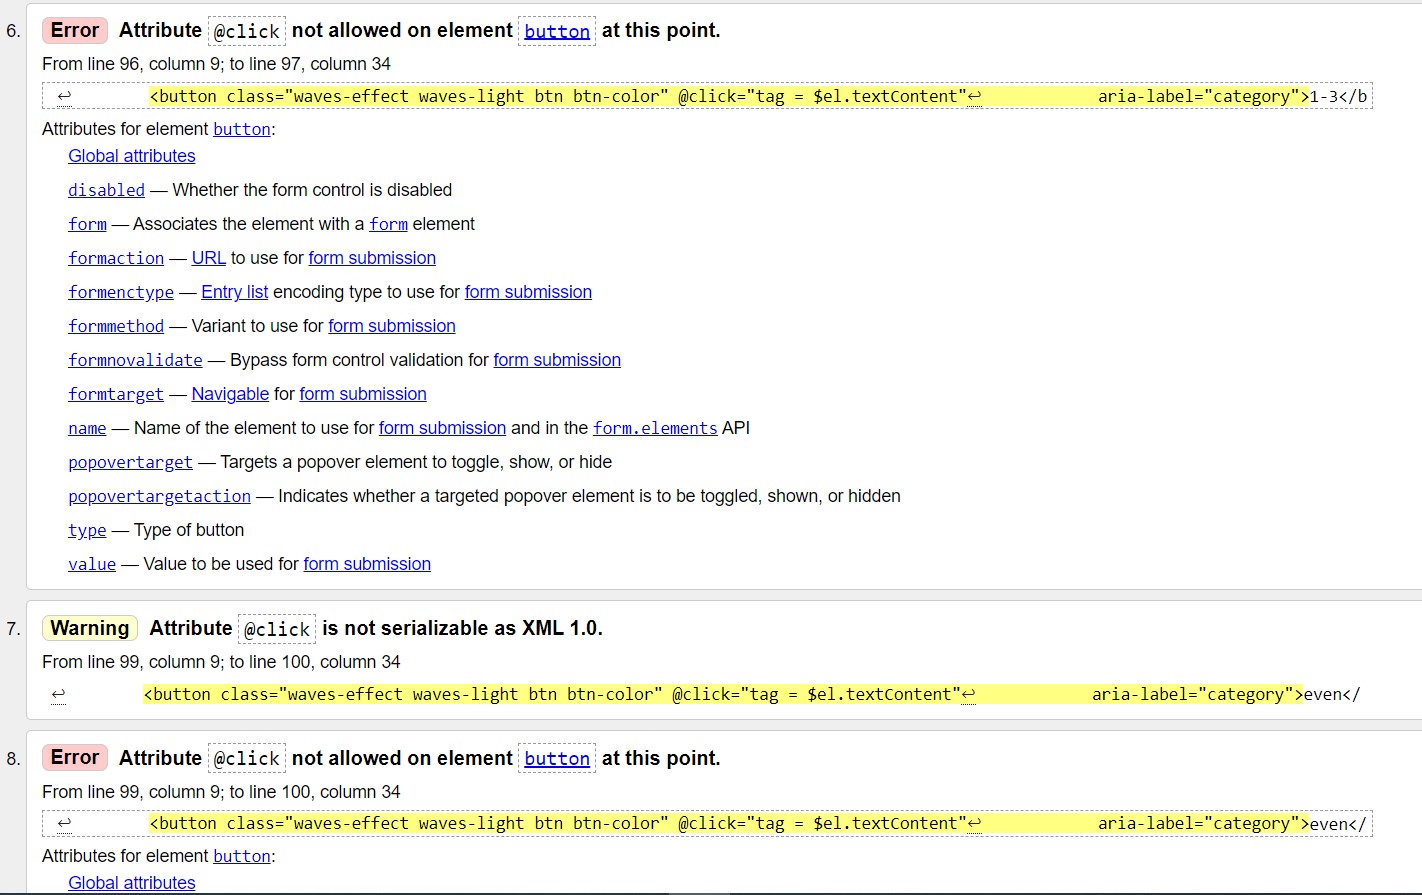 6. Error Attribute @click not allowed on element button at this point.
From line 96, column 9; to line 97, column 34
↩ <button class="waves-effect waves-light btn btn-color" @click="tag = $el.textContent"↩ aria-label="category">1-3</b
Attributes for element button:
Global attributes
disabled — Whether the form control is disabled
form — Associates the element with a form element
formaction — URL to use for form submission
formenctype — Entry list encoding type to use for form submission
formmethod — Variant to use for form submission
formnovalidate — Bypass form control validation for form submission
formtarget — Navigable for form submission
name — Name of the element to use for form submission and in the form.elements API
popovertarget — Targets a popover element to toggle, show, or hide
popovertargetaction — Indicates whether a targeted popover element is to be toggled, shown, or hidden
type — Type of button
value — Value to be used for form submission
7. Warning Attribute @click is not serializable as XML 1.0.
From line 99, column 9; to line 100, column 34
↩ <button class="waves-effect waves-light btn btn-color" @click="tag = $el.textContent"↩ aria-label="category">even</
8. Error Attribute @click not allowed on element button at this point.
From line 99, column 9; to line 100, column 34
↩ <button class="waves-effect waves-light btn btn-color" @click="tag = $el.textContent"↩ aria-label="category">even</
Attributes for element button:
Global attributes